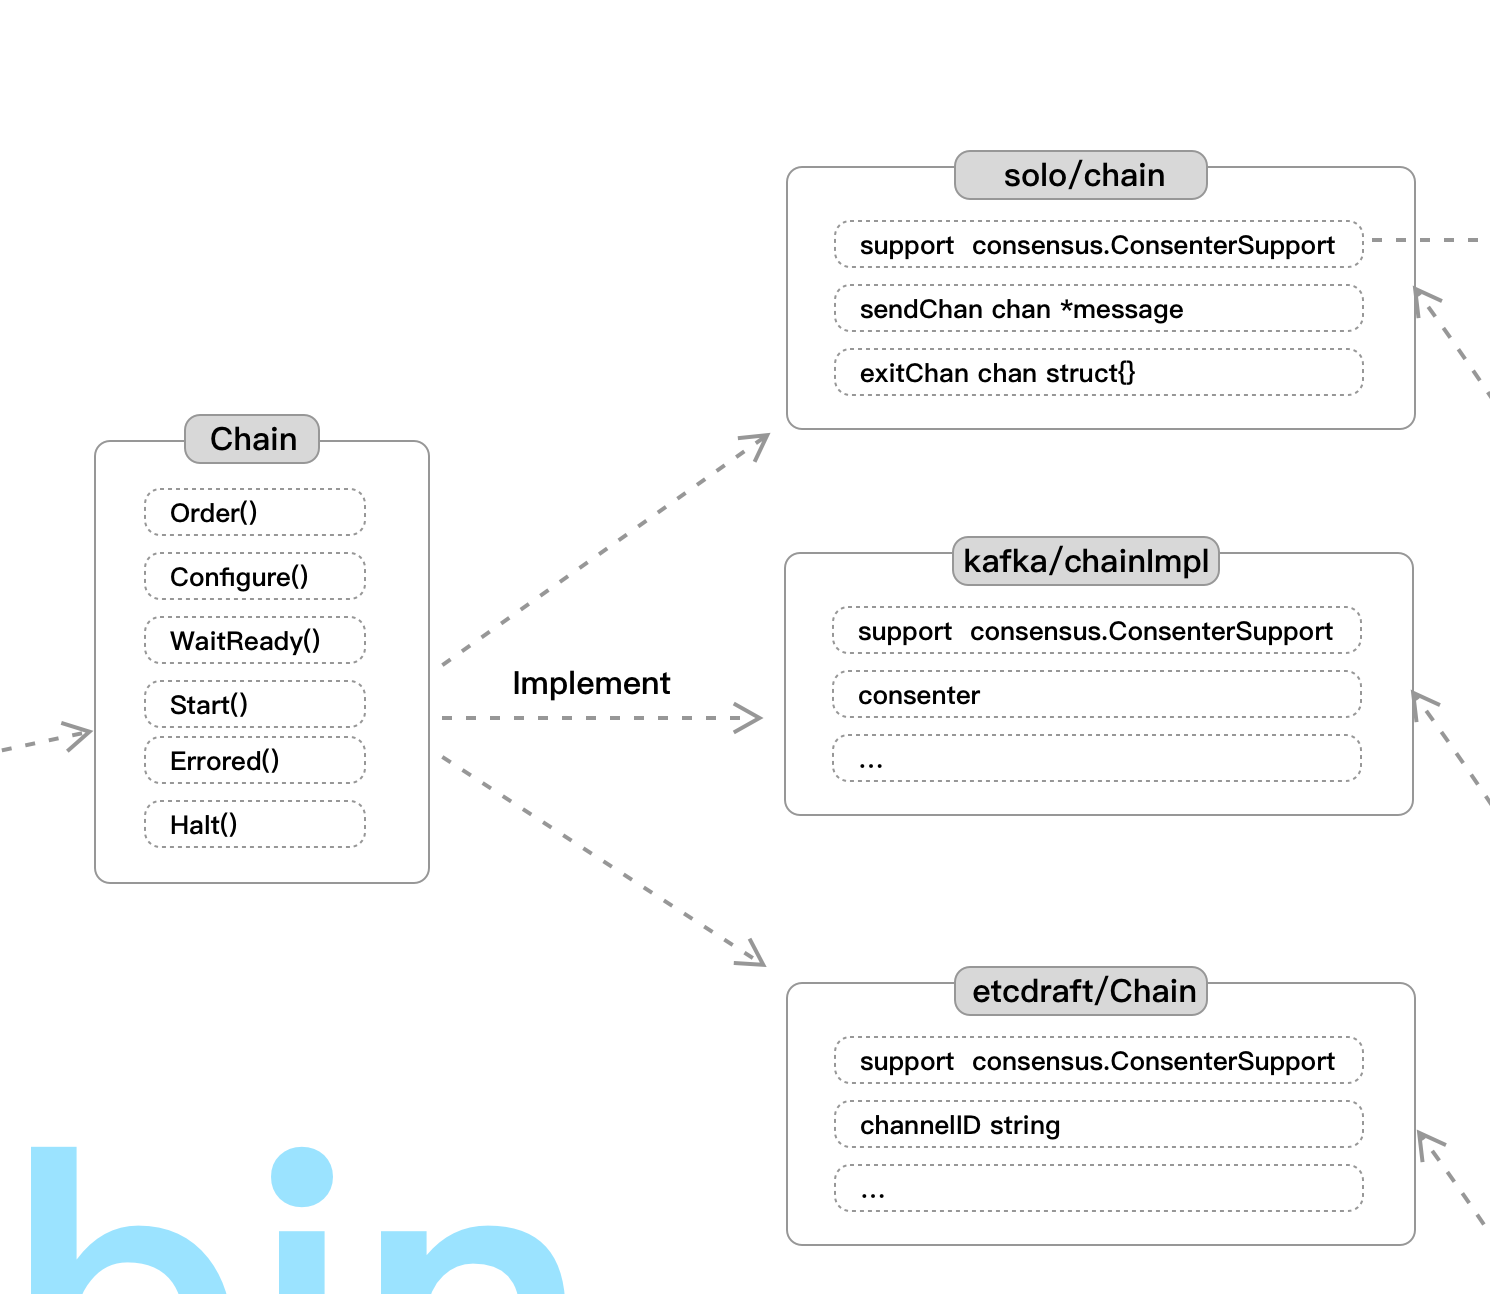 Chain
Order()
Configure()
WaitReady()
Start()
Errored()
Halt()
Implement
solo/chain
support consensus.ConsenterSupport
sendChan chan *message
exitChan chan struct{}
kafka/chainImpl
support consensus.ConsenterSupport
consenter
...
etcdraft/Chain
support consensus.ConsenterSupport
channelID string
...